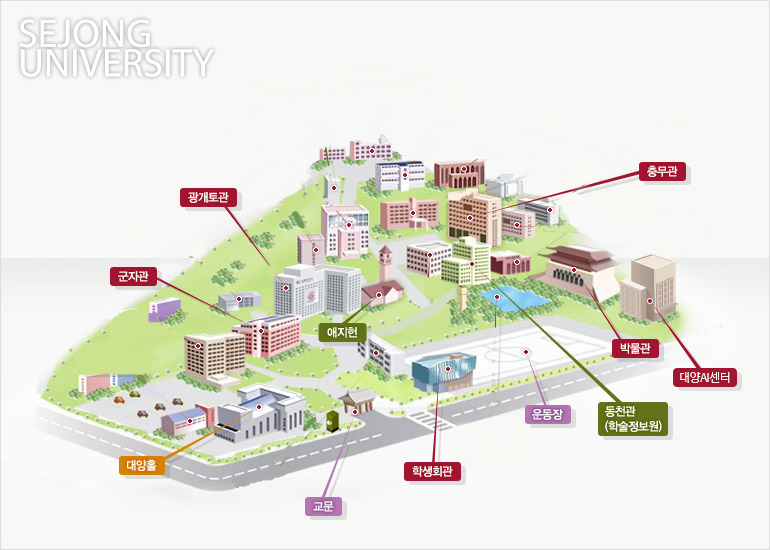 SEJONG
UNIVERSITY
충무관
광개토관
군자관
애지헌
박물관
대양AI센터
운동장
동천관
(학술정보원)
대양홀
학생회관
교문